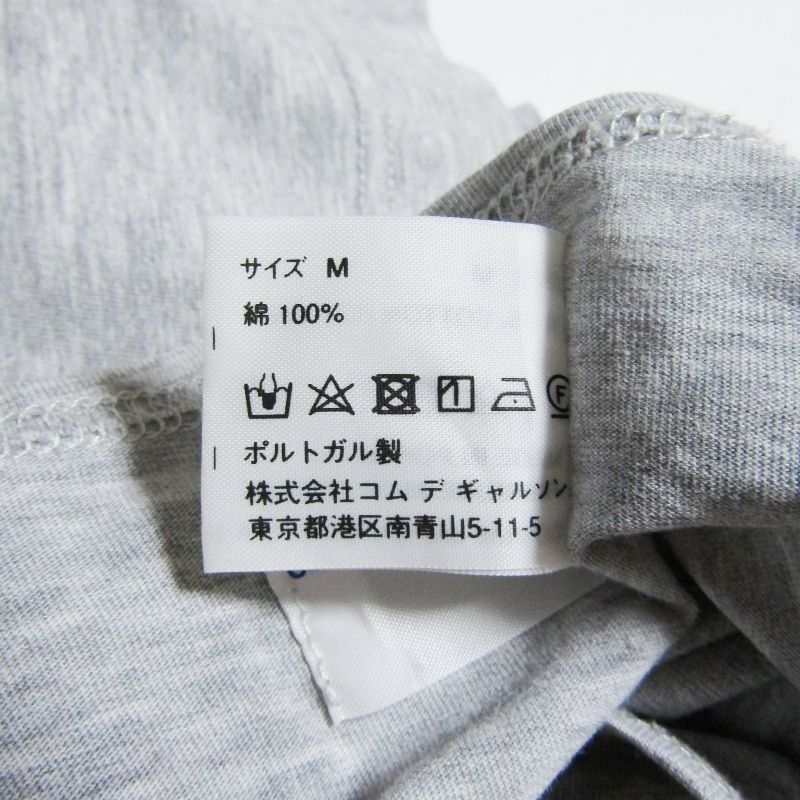 サイズ M
綿 100%
F
ポルトガル製
株式会社コム デ ギャルソン
東京都港区南青山5-11-5